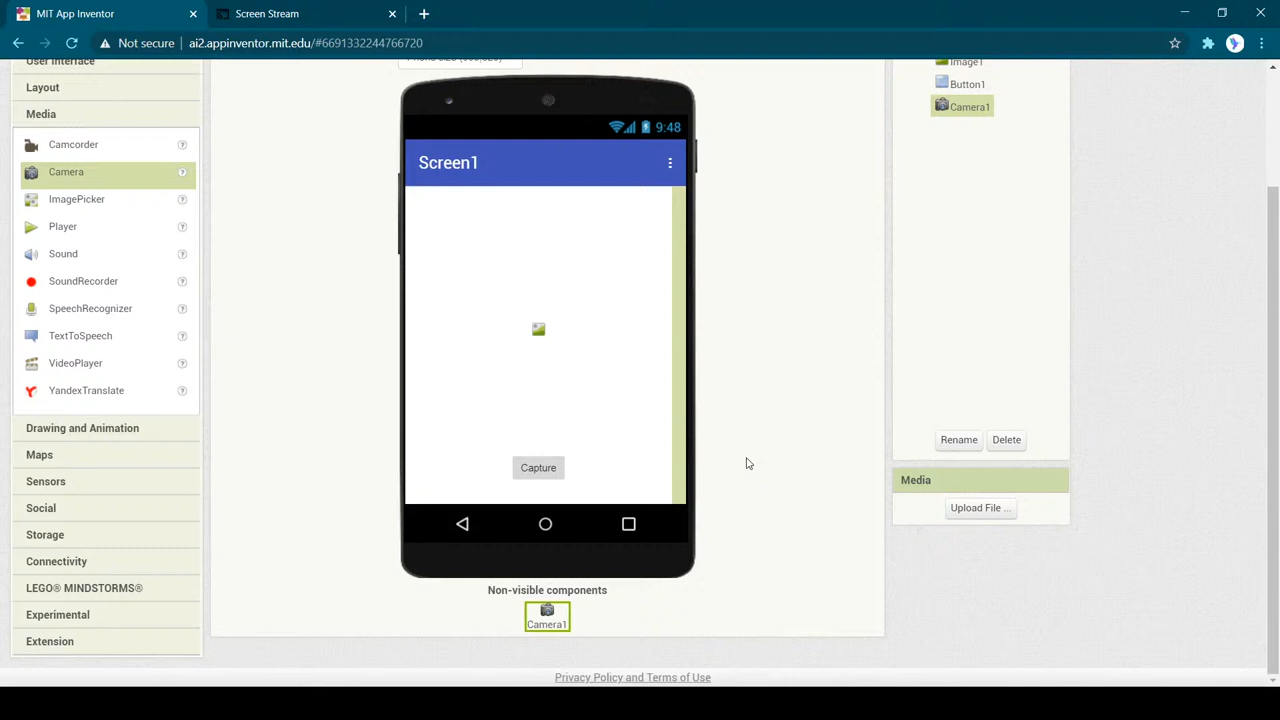 MIT App Inventor
Screen Stream
Not secure
ai2.appinventor.mit.edu/#6691332244766720
User Interface
Layout
Media
Camcorder
Camera
ImagePicker
Player
Sound
SoundRecorder
SpeechRecognizer
TextToSpeech
VideoPlayer
YandexTranslate
Drawing and Animation
Maps
Sensors
Social
Storage
Connectivity
LEGO® MINDSTORMS®
Experimental
Extension
9:48
Screen1
Capture
Non-visible components
Camera1
Image1
Button1
Camera1
Rename
Delete
Media
Upload File ...
Privacy Policy and Terms of Use